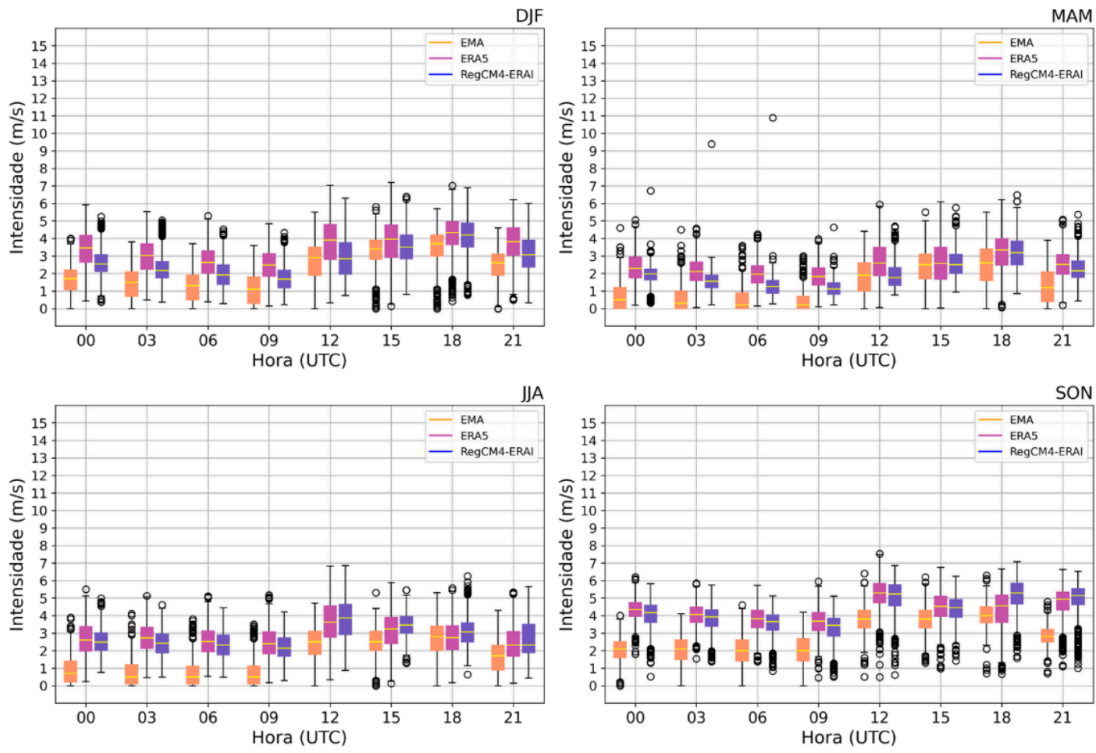 DJF
EMA
ERA5
RegCM4-ERAI
Intensidade (m/s)
15
14
13
12
11
10
9
8
7
6
5
4
3
2
1
0
00 03 06 09 12 15 18 21
Hora (UTC)
MAM
EMA
ERA5
RegCM4-ERAI
Intensidade (m/s)
15
14
13
12
11
10
9
8
7
6
5
4
3
2
1
0
00 03 06 09 12 15 18 21
Hora (UTC)
JJA
EMA
ERA5
RegCM4-ERAI
Intensidade (m/s)
15
14
13
12
11
10
9
8
7
6
5
4
3
2
1
0
00 03 06 09 12 15 18 21
Hora (UTC)
SON
EMA
ERA5
RegCM4-ERAI
Intensidade (m/s)
15
14
13
12
11
10
9
8
7
6
5
4
3
2
1
0
00 03 06 09 12 15 18 21
Hora (UTC)